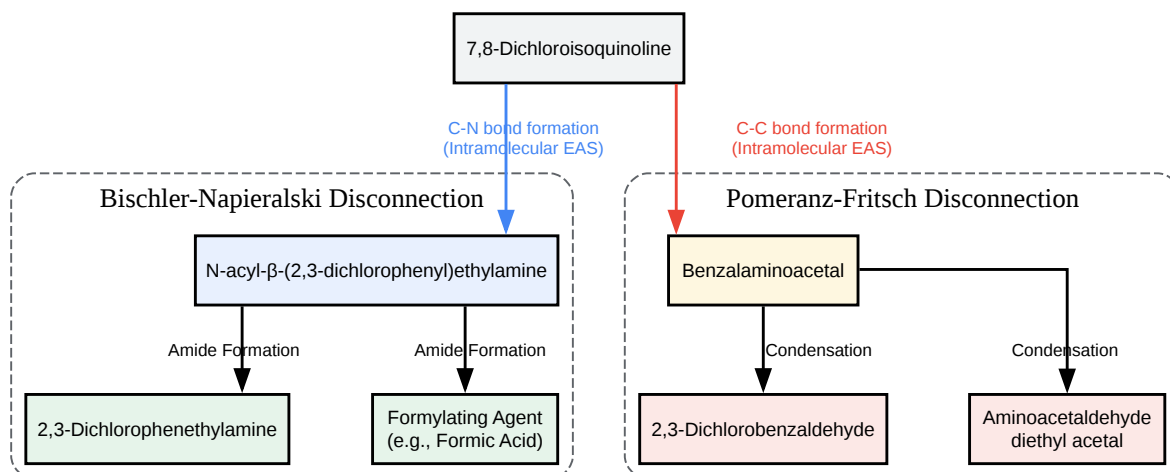 7,8-Dichloroisoquinoline
C-N bond formation
(Intramolecular EAS)
C-C bond formation
(Intramolecular EAS)
Bischler-Napieralski Disconnection
Pomeranz-Fritsch Disconnection
N-acyl-β-(2,3-dichlorophenyl)ethylamine
Benzalaminoacetal
Amide Formation
Amide Formation
Condensation
Condensation
2,3-Dichlorophenethylamine
Formylating Agent
(e.g., Formic Acid)
2,3-Dichlorobenzaldehyde
Aminoacetaldehyde
diethyl acetal